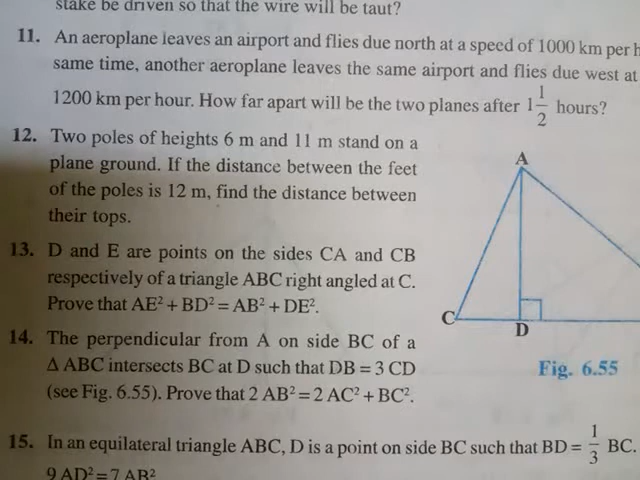 stake be driven so that the wire will be taut?
11. An aeroplane leaves an airport and flies due north at a speed of 1000 km per h
same time, another aeroplane leaves the same airport and flies due west at
1200 km per hour. How far apart will be the two planes after 1 1/2 hours?
12. Two poles of heights 6 m and 11 m stand on a
plane ground. If the distance between the feet
of the poles is 12 m, find the distance between
their tops.
13. D and E are points on the sides CA and CB
respectively of a triangle ABC right angled at C.
Prove that AE² + BD² = AB² + DE².
14. The perpendicular from A on side BC of a
Δ ABC intersects BC at D such that DB = 3 CD
(see Fig. 6.55). Prove that 2 AB² = 2 AC² + BC².
A
C
D
Fig. 6.55
15. In an equilateral triangle ABC, D is a point on side BC such that BD = 1/3 BC.
9 AD² = 7 AB²